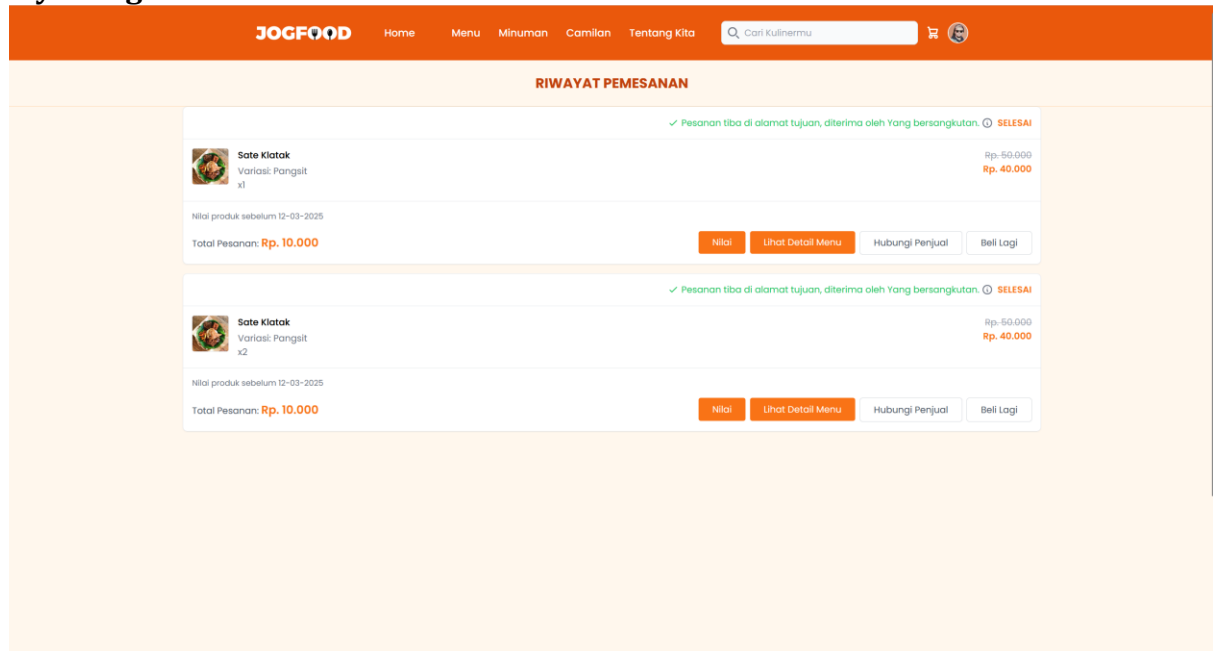 JOGFOOD Home Menu Minuman Camilan Tentang Kita Cari Kulinermu
RIWAYAT PEMESANAN
Pesanan tiba di alamat tujuan, diterima oleh Yang bersangkutan. SELESAI
Sate Klatak Rp. 50.000
Variasi: Pangsit Rp. 40.000
x1
Nilai produk sebelum 12-03-2025
Total Pesanan: Rp. 10.000 Nilai Lihat Detail Menu Hubungi Penjual Beli Lagi
Pesanan tiba di alamat tujuan, diterima oleh Yang bersangkutan. SELESAI
Sate Klatak Rp. 50.000
Variasi: Pangsit Rp. 40.000
x2
Nilai produk sebelum 12-03-2025
Total Pesanan: Rp. 10.000 Nilai Lihat Detail Menu Hubungi Penjual Beli Lagi